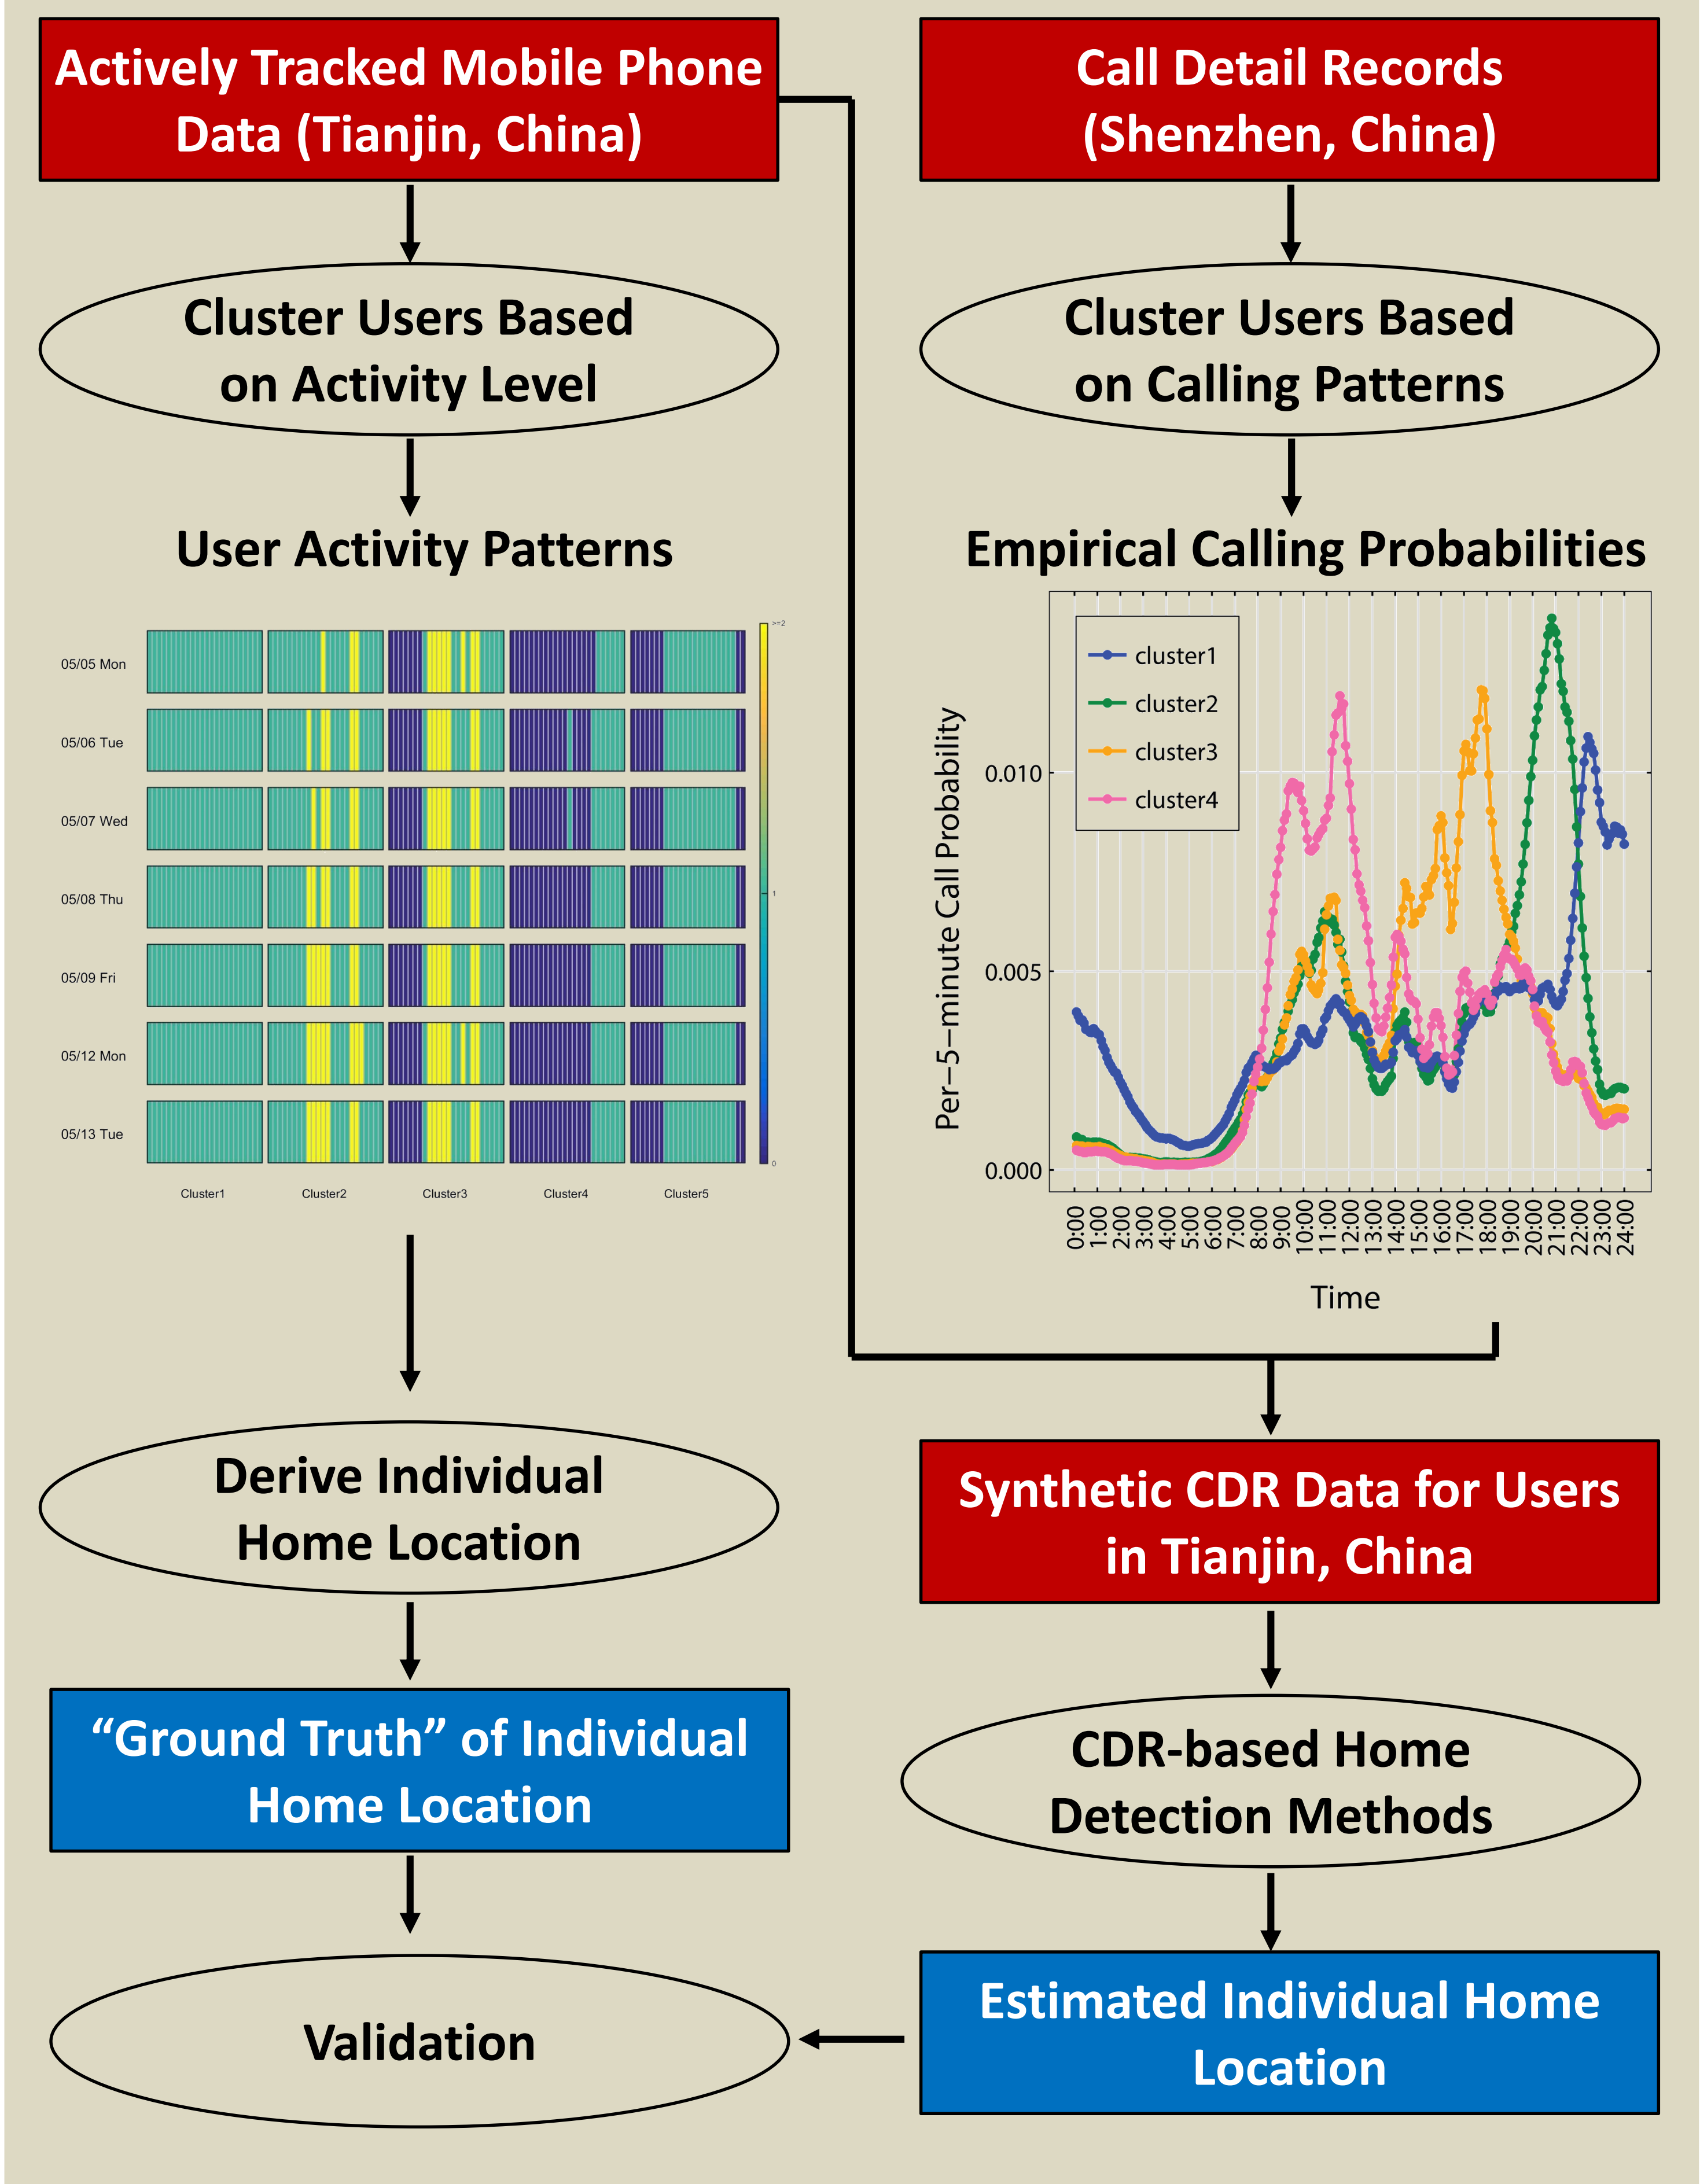 Actively Tracked Mobile Phone
Data (Tianjin, China)
Call Detail Records
(Shenzhen, China)
Cluster Users Based
on Activity Level
Cluster Users Based
on Calling Patterns
User Activity Patterns
05/05 Mon
05/06 Tue
05/07 Wed
05/08 Thu
05/09 Fri
05/12 Mon
05/13 Tue
Cluster1
Cluster2
Cluster3
Cluster4
Cluster5
>=2
1
0
Empirical Calling Probabilities
cluster1
cluster2
cluster3
cluster4
Per–5–minute Call Probability
0.010
0.005
0.000
0:00
1:00
2:00
3:00
4:00
5:00
6:00
7:00
8:00
9:00
10:00
11:00
12:00
13:00
14:00
15:00
16:00
17:00
18:00
19:00
20:00
21:00
22:00
23:00
24:00
Time
Derive Individual
Home Location
Synthetic CDR Data for Users
in Tianjin, China
“Ground Truth” of Individual
Home Location
CDR-based Home
Detection Methods
Validation
Estimated Individual Home
Location